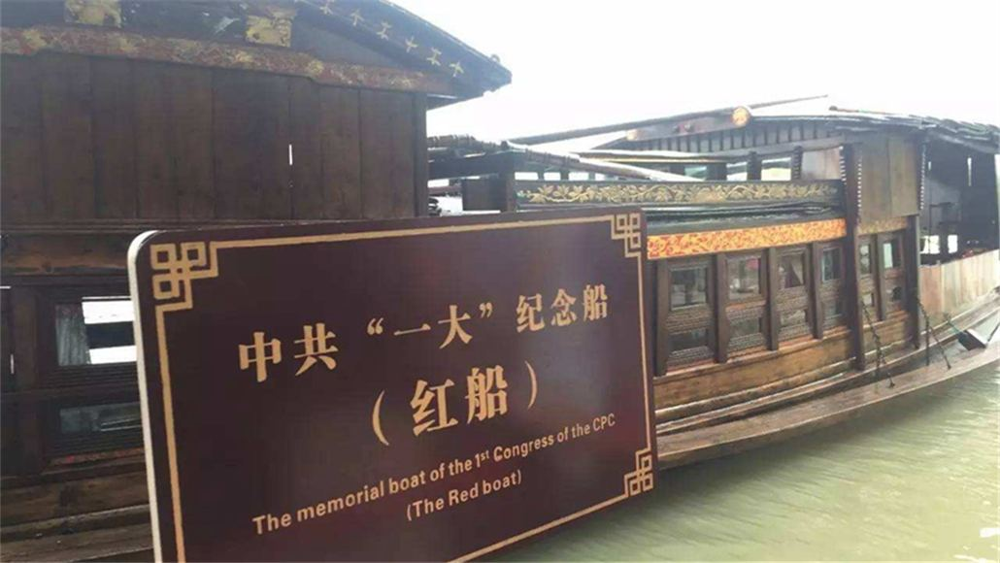 中共“一大”纪念船
（红船）
The memorial boat of the 1st Congress of the CPC
(The Red boat)